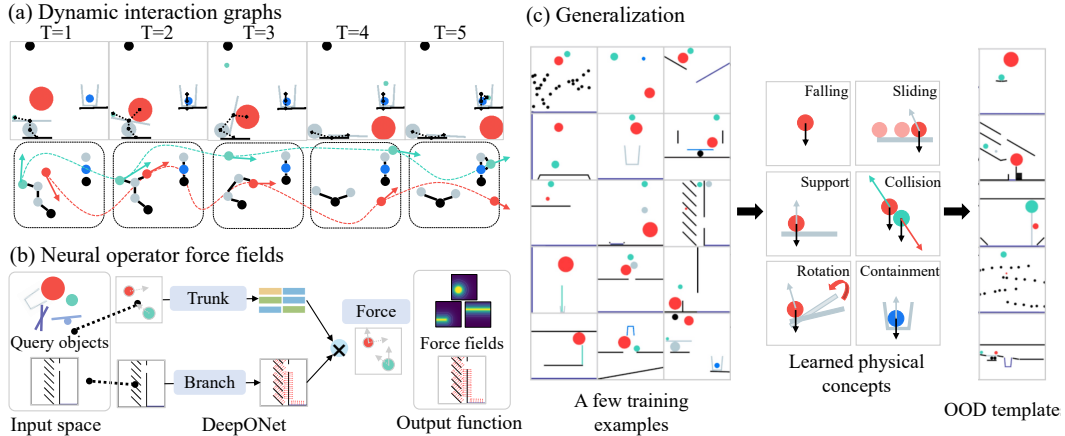 (a) Dynamic interaction graphs
T=1 T=2 T=3 T=4 T=5
(b) Neural operator force fields
Query objects
Input space
Trunk
Branch
DeepONet
Force
Force fields
Output function
(c) Generalization
A few training
examples
Falling
Sliding
Support
Collision
Rotation
Containment
Learned physical
concepts
OOD template